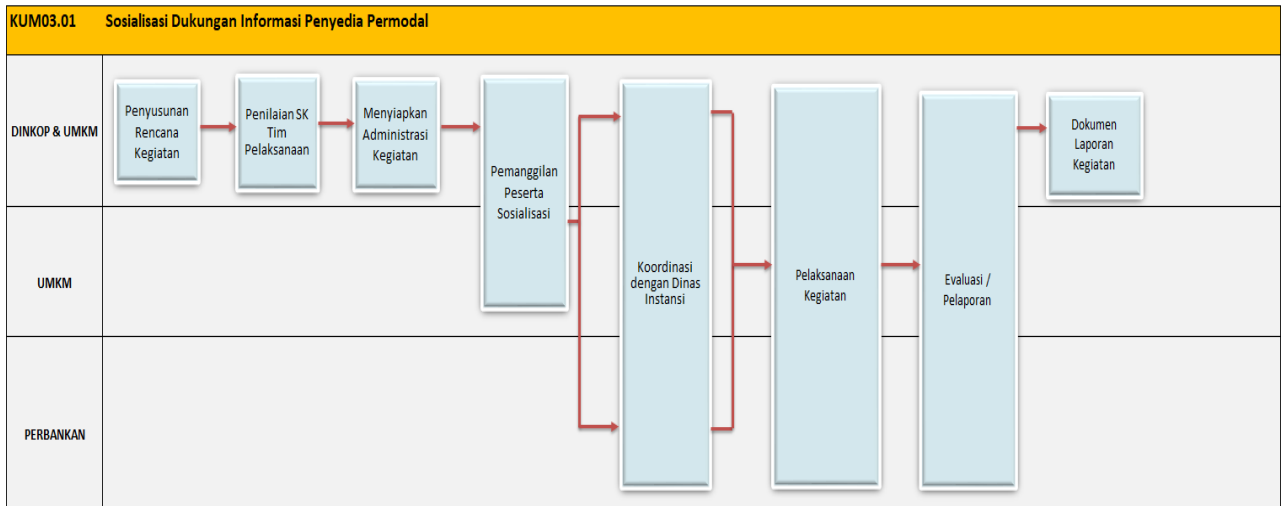 KUM03.01 Sosialisasi Dukungan Informasi Penyedia Permodal
DINKOP & UMKM
Penyusunan
Rencana
Kegiatan
Penilaian SK
Tim
Pelaksanaan
Menyiapkan
Administrasi
Kegiatan
Pemanggilan
Peserta
Sosialisasi
Koordinasi
dengan Dinas
Instansi
Pelaksanaan
Kegiatan
Evaluasi /
Pelaporan
Dokumen
Laporan
Kegiatan
UMKM
PERBANKAN